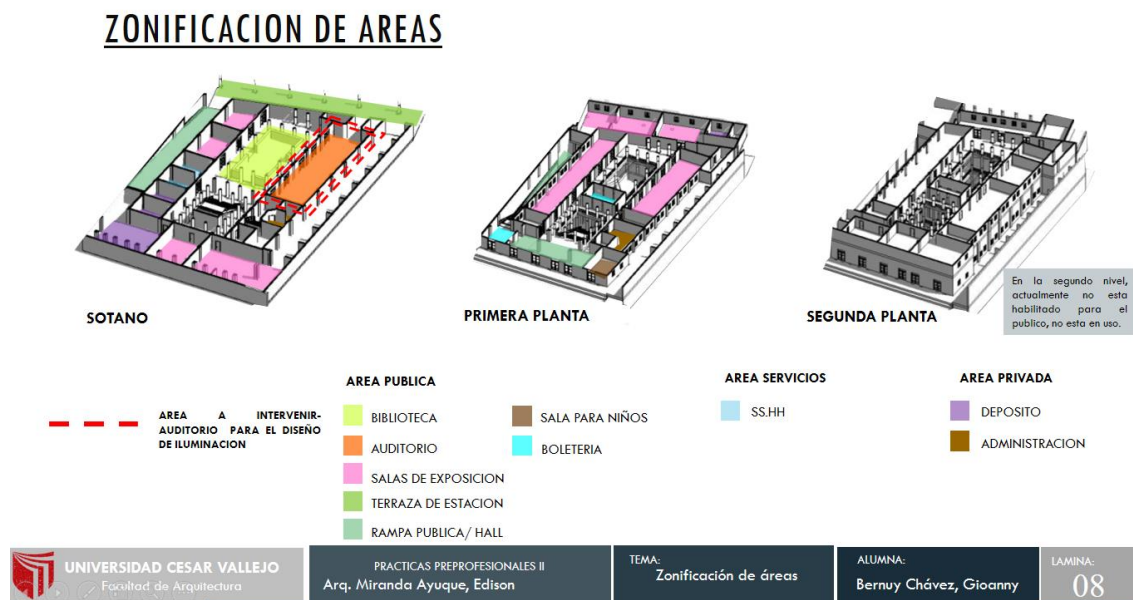 ZONIFICACION DE AREAS
SOTANO
PRIMERA PLANTA
SEGUNDA PLANTA
En la segundo nivel,
actualmente no esta
habilitado para el
publico, no esta en uso.
AREA A INTERVENIR-
AUDITORIO PARA EL DISEÑO
DE ILUMINACION
AREA PUBLICA
BIBLIOTECA
AUDITORIO
SALAS DE EXPOSICION
TERRAZA DE ESTACION
RAMPA PUBLICA/ HALL
SALA PARA NIÑOS
BOLETERIA
AREA SERVICIOS
SS.HH
AREA PRIVADA
DEPOSITO
ADMINISTRACION
UNIVERSIDAD CESAR VALLEJO
Facultad de Arquitectura
PRACTICAS PREPROFESIONALES II
Arq. Miranda Ayuque, Edison
TEMA:
Zonificación de áreas
ALUMNA:
Bernuy Chávez, Gioanny
LAMINA:
08